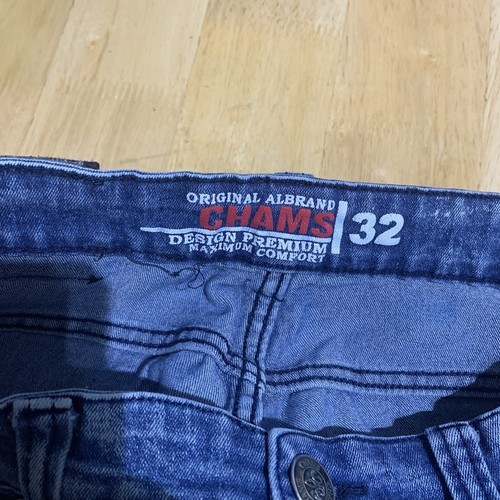 ORIGINAL ALBRAND
CHAMS
DESIGN PREMIUM
MAXIMUM COMFORT
32